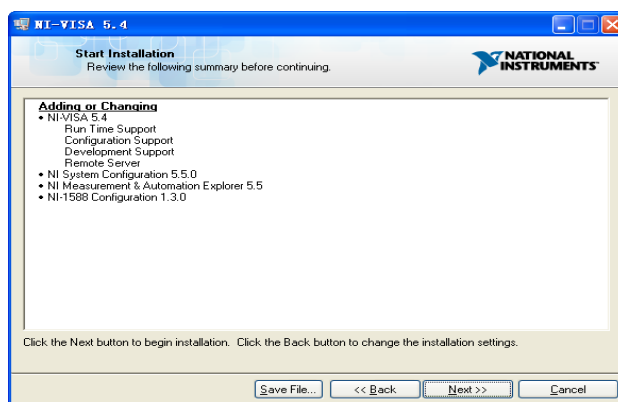 NI-VISA 5.4
Start Installation
Review the following summary before continuing.
NATIONAL
INSTRUMENTS™
Adding or Changing
• NI-VISA 5.4
Run Time Support
Configuration Support
Development Support
Remote Server
• NI System Configuration 5.5.0
• NI Measurement & Automation Explorer 5.5
• NI-1588 Configuration 1.3.0
Click the Next button to begin installation. Click the Back button to change the installation settings.
Save File... << Back Next >> Cancel